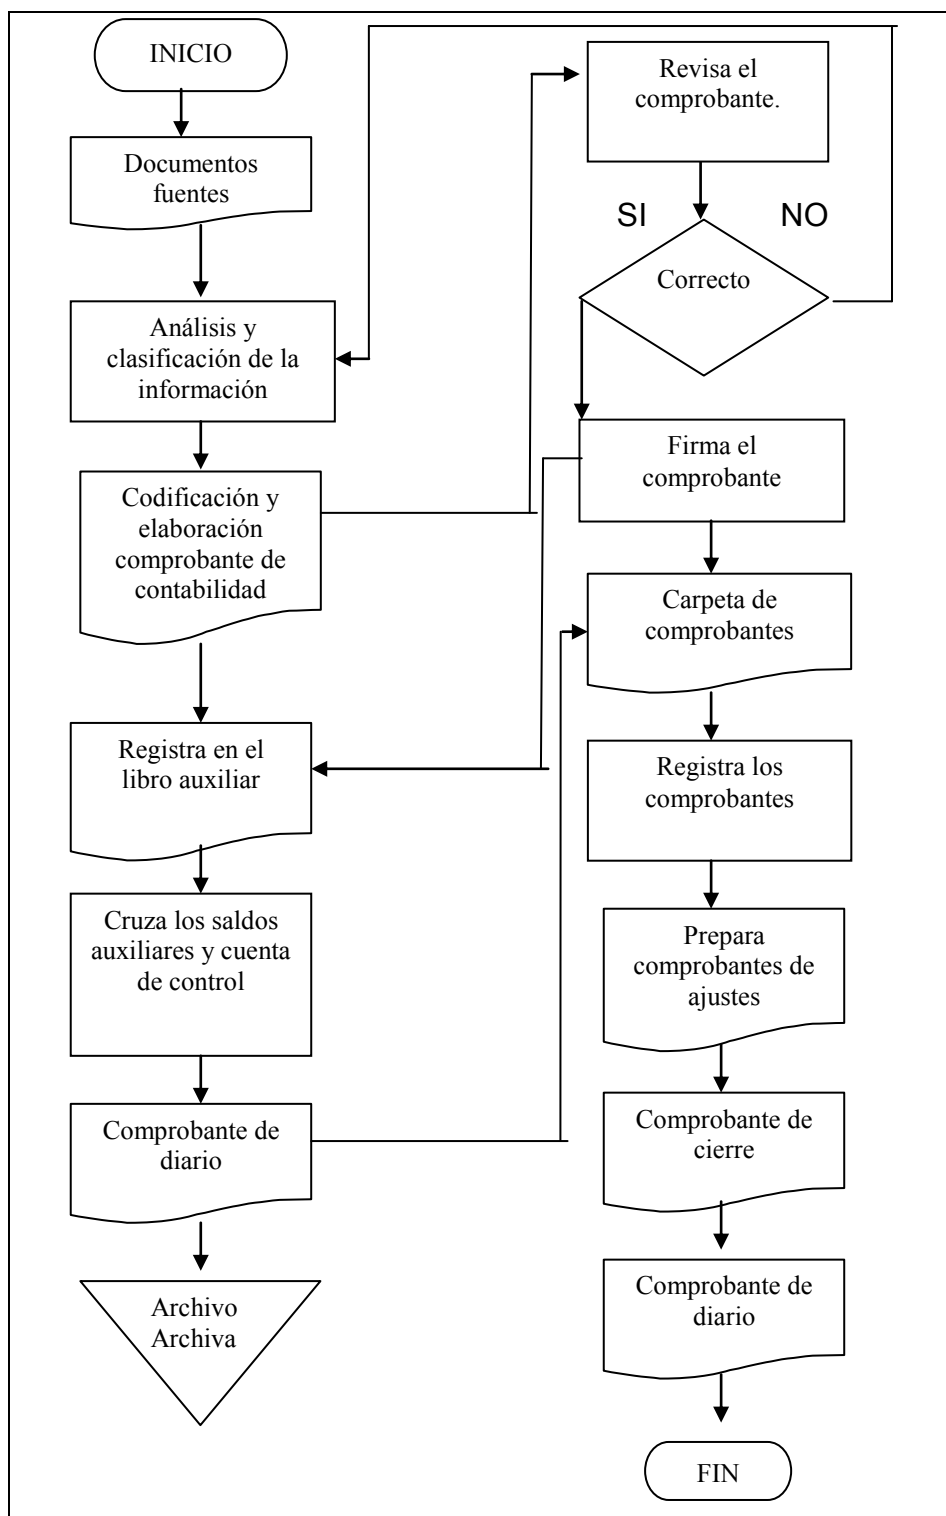 INICIO
Documentos
fuentes
Análisis y
clasificación de la
información
Codificación y
elaboración
comprobante de
contabilidad
Registra en el
libro auxiliar
Cruza los saldos
auxiliares y cuenta
de control
Comprobante de
diario
Archivo
Archiva
Revisa el
comprobante.
SI NO
Correcto
Firma el
comprobante
Carpeta de
comprobantes
Registra los
comprobantes
Prepara
comprobantes de
ajustes
Comprobante de
cierre
Comprobante de
diario
FIN